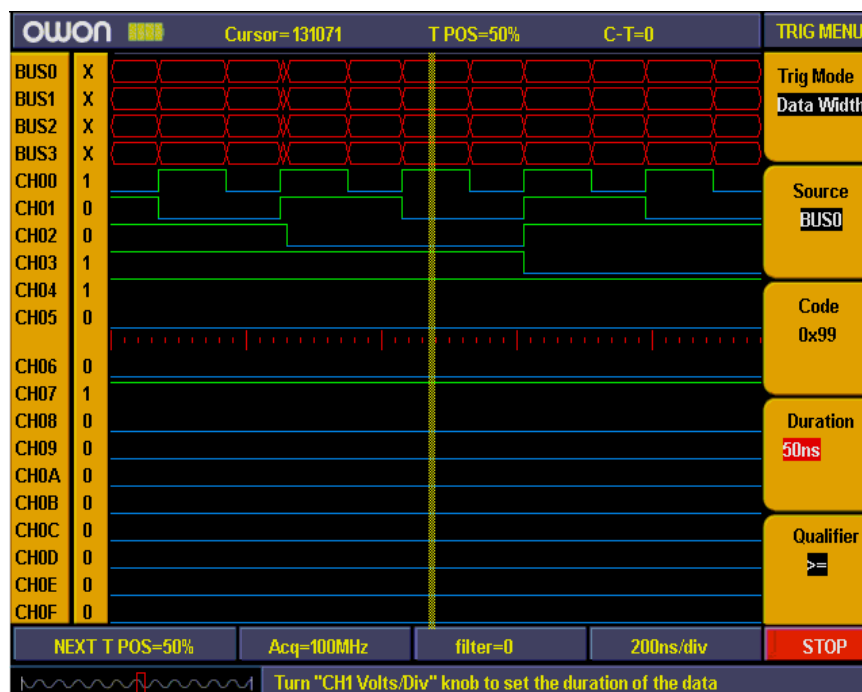 owon Cursor=131071 T POS=50% C-T=0 TRIG MENU
BUS0 X
BUS1 X
BUS2 X
BUS3 X
CH00 1
CH01 0
CH02 0
CH03 1
CH04 1
CH05 0
CH06 0
CH07 1
CH08 0
CH09 0
CH0A 0
CH0B 0
CH0C 0
CH0D 0
CH0E 0
CH0F 0
Trig Mode
Data Width
Source
BUS0
Code
0x99
Duration
50ns
Qualifier
>=
NEXT T POS=50% Acq=100MHz filter=0 200ns/div STOP
Turn "CH1 Volts/Div" knob to set the duration of the data